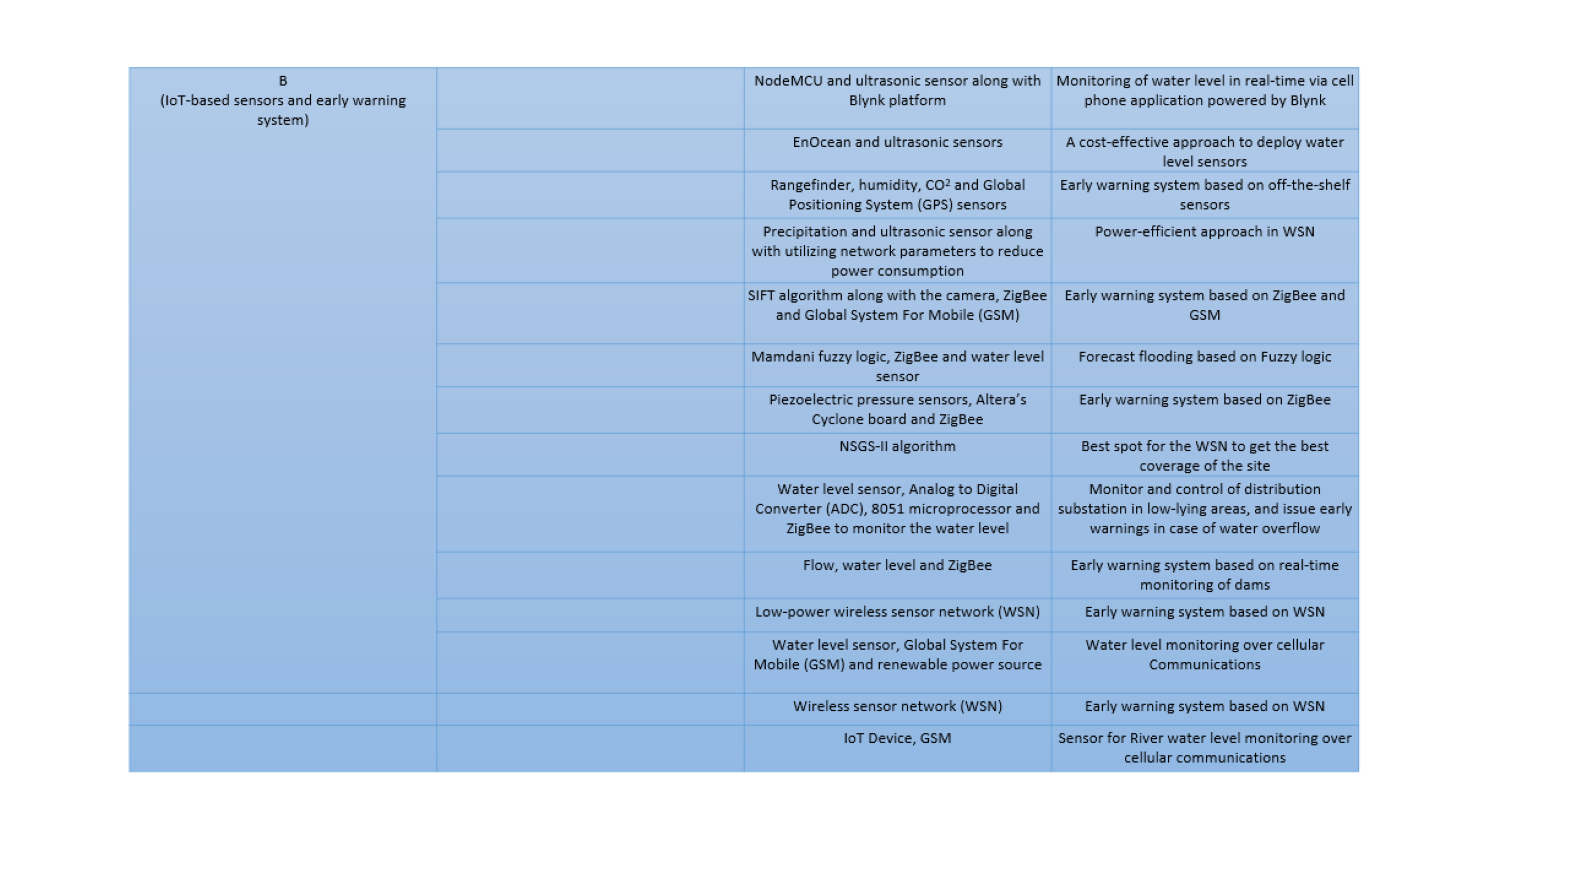 B
(IoT-based sensors and early warning
system)
NodeMCU and ultrasonic sensor along with
Blynk platform
Monitoring of water level in real-time via cell
phone application powered by Blynk
EnOcean and ultrasonic sensors
A cost-effective approach to deploy water
level sensors
Rangefinder, humidity, CO² and Global
Positioning System (GPS) sensors
Early warning system based on off-the-shelf
sensors
Precipitation and ultrasonic sensor along
with utilizing network parameters to reduce
power consumption
Power-efficient approach in WSN
SIFT algorithm along with the camera, ZigBee
and Global System For Mobile (GSM)
Early warning system based on ZigBee and
GSM
Mamdani fuzzy logic, ZigBee and water level
sensor
Forecast flooding based on Fuzzy logic
Piezoelectric pressure sensors, Altera’s
Cyclone board and ZigBee
Early warning system based on ZigBee
NSGS-II algorithm
Best spot for the WSN to get the best
coverage of the site
Water level sensor, Analog to Digital
Converter (ADC), 8051 microprocessor and
ZigBee to monitor the water level
Monitor and control of distribution
substation in low-lying areas, and issue early
warnings in case of water overflow
Flow, water level and ZigBee
Early warning system based on real-time
monitoring of dams
Low-power wireless sensor network (WSN)
Early warning system based on WSN
Water level sensor, Global System For
Mobile (GSM) and renewable power source
Water level monitoring over cellular
Communications
Wireless sensor network (WSN)
Early warning system based on WSN
IoT Device, GSM
Sensor for River water level monitoring over
cellular communications